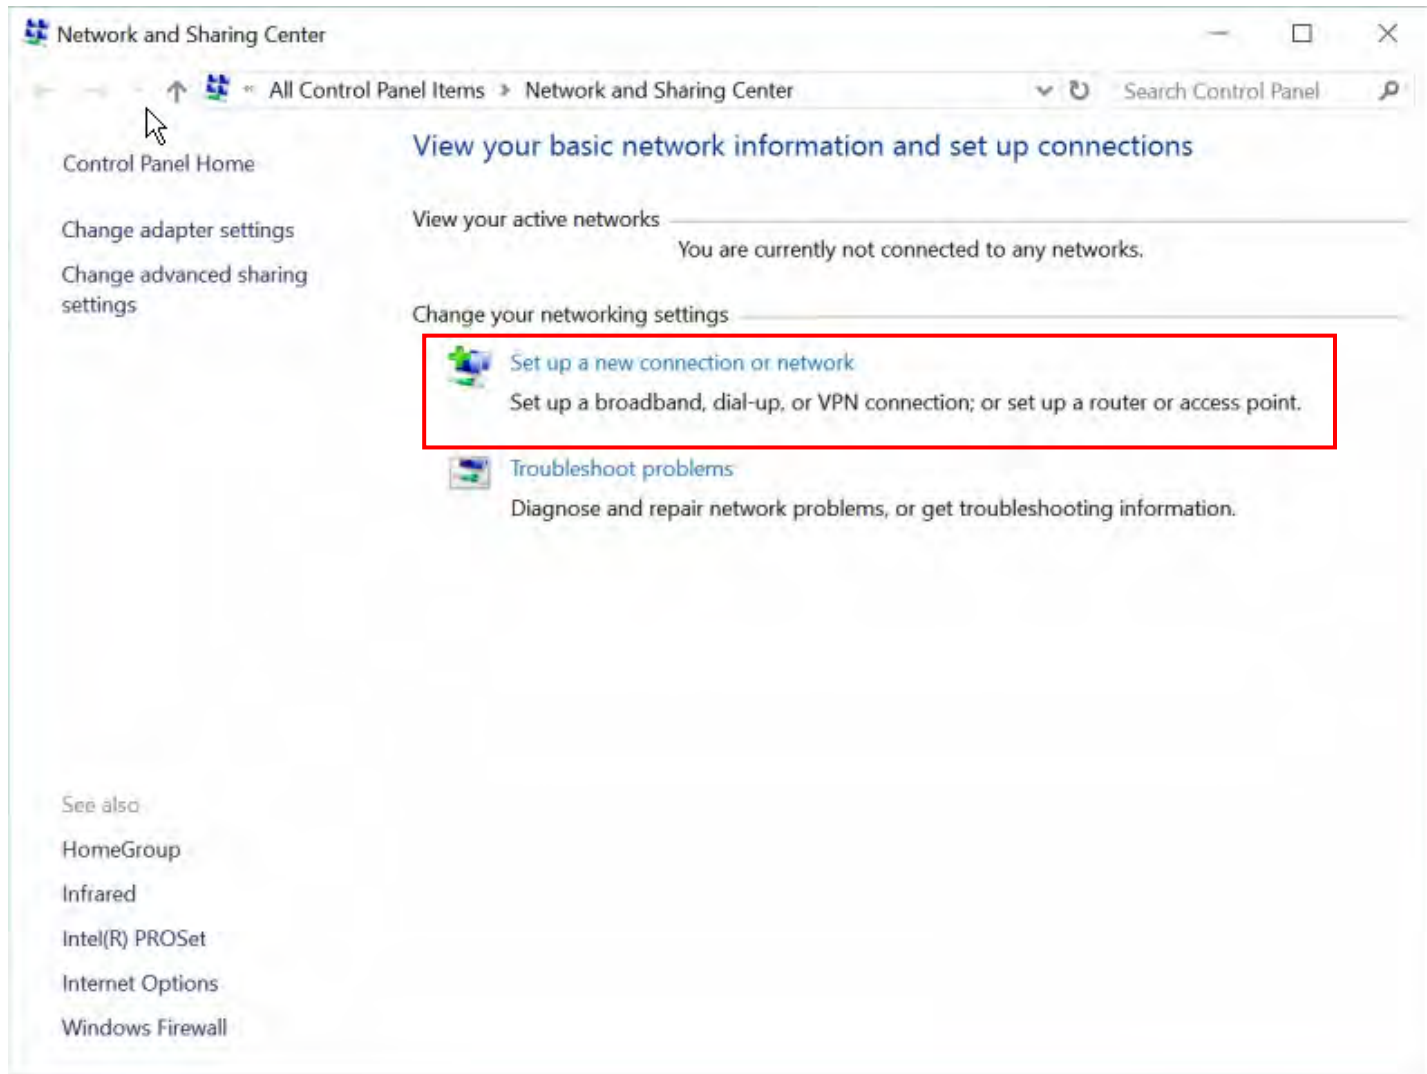 Network and Sharing Center
« All Control Panel Items > Network and Sharing Center
Search Control Panel
Control Panel Home
Change adapter settings
Change advanced sharing
settings
View your basic network information and set up connections
View your active networks
You are currently not connected to any networks.
Change your networking settings
Set up a new connection or network
Set up a broadband, dial-up, or VPN connection; or set up a router or access point.
Troubleshoot problems
Diagnose and repair network problems, or get troubleshooting information.
See also
HomeGroup
Infrared
Intel(R) PROSet
Internet Options
Windows Firewall